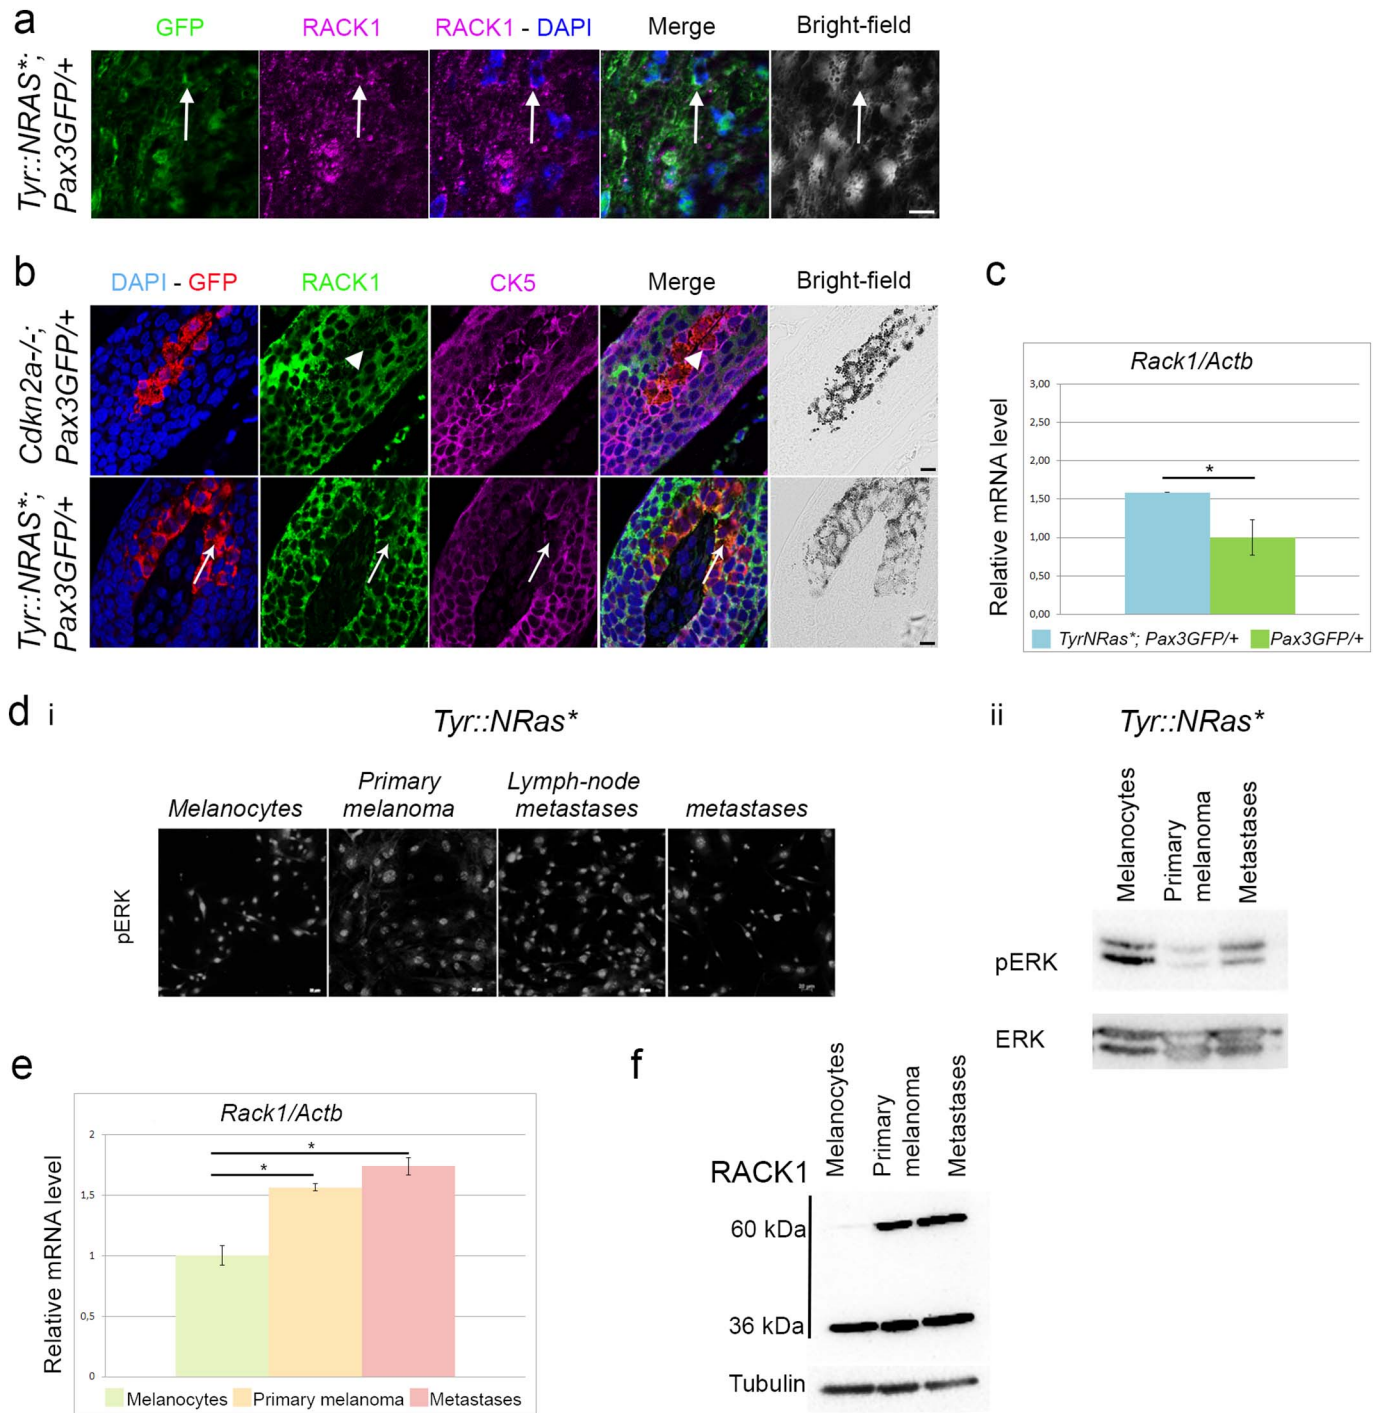 a
GFP RACK1 RACK1 - DAPI Merge Bright-field
Tyr::NRAS*;
Pax3GFP/+
b
DAPI - GFP RACK1 CK5 Merge Bright-field
Cdkn2a-/-;
Pax3GFP/+
Tyr::NRAS*;
Pax3GFP/+
c
Rack1/Actb
Relative mRNA level
3,00
2,50
2,00
*
1,50
1,00
0,50
0,00
TyrNRas*; Pax3GFP/+ Pax3GFP/+
d i
Tyr::NRas*
Melanocytes
Primary
melanoma
Lymph-node
metastases
metastases
pERK
ii
Tyr::NRas*
Melanocytes
Primary
melanoma
Metastases
pERK
ERK
e
Rack1/Actb
Relative mRNA level
2
*
*
1,5
1
0,5
0
Melanocytes Primary melanoma Metastases
f
Melanocytes
Primary
melanoma
Metastases
RACK1
60 kDa
36 kDa
Tubulin